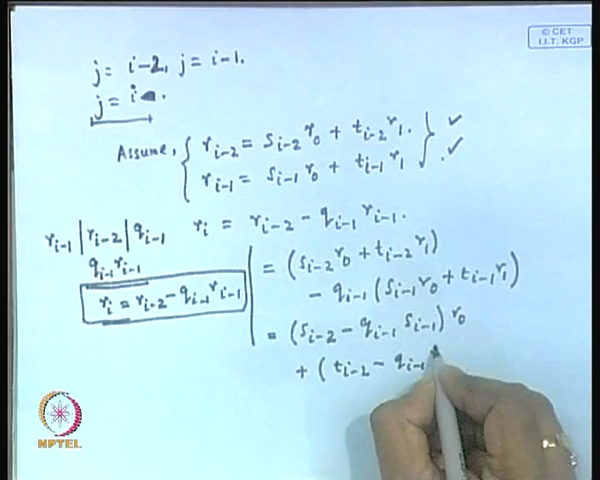 © CET
I.I.T. KGP
j = i-2, j = i-1.
j = i .
Assume, { r_{i-2} = s_{i-2} r_0 + t_{i-2} r_1. } ✓
r_{i-1} = s_{i-1} r_0 + t_{i-1} r_1 . ✓
r_{i-1} | r_{i-2} | q_{i-1} r_i = r_{i-2} - q_{i-1} r_{i-1}.
q_{i-1} r_{i-1}
r_i = r_{i-2} - q_{i-1} r_{i-1}
= (s_{i-2} r_0 + t_{i-2} r_1)
- q_{i-1} (s_{i-1} r_0 + t_{i-1} r_1)
= (s_{i-2} - q_{i-1} s_{i-1}) r_0
+ ( t_{i-2} - q_{i-1}
NPTEL